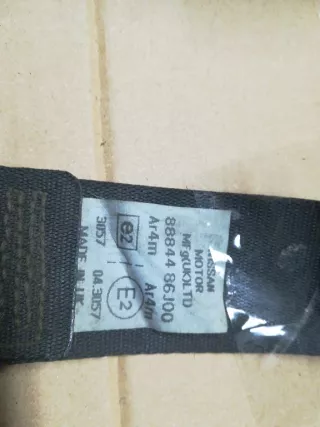 NISSAN
MOTOR
MFg(UK)LTD
88844 86J00
Ar4m Ar4m
e2 E2
3057 04.3057
MADE IN UK